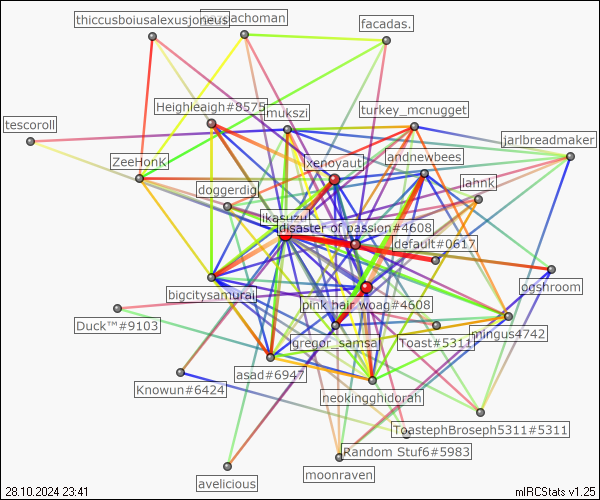 thiccusboiusalexusjoneus
facadas.
Heighleaigh#8575
mukszi
turkey_mcnugget
tescoroll
jarlbreadmaker
ZeeHonK
xenoyaut
andnewbees
doggerdig
lahnk
ikasuzu
disaster of passion#4608
default#0617
bigcitysamurai
pink hair woag#4608
ogshroom
Duck™#9103
gregor_samsa
Toast#5311
mingus4742
asad#6947
Knowun#6424
neokingghidorah
ToastephBroseph5311#5311
Random Stuf6#5983
avelicious
moonraven
28.10.2024 23:41
mIRCStats v1.25